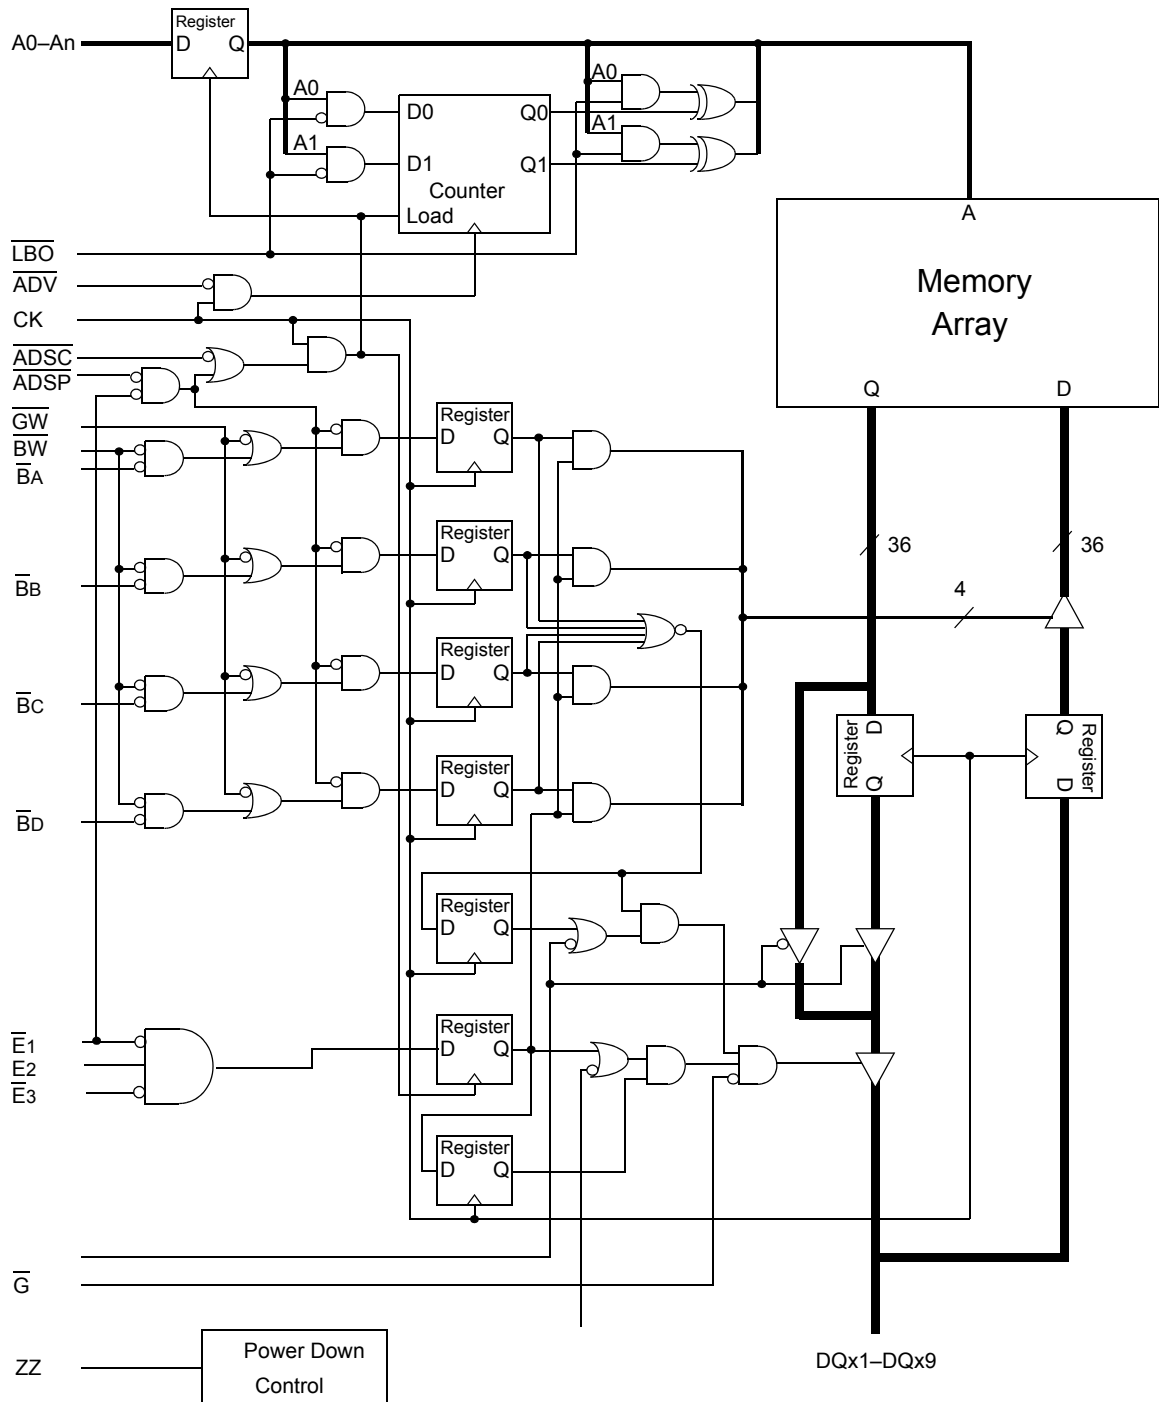 Register
A0–An
D Q
A0
A0
D0 Q0
A1
A1
D1 Q1
Counter
Load
A
LBO
ADV
Memory
Array
CK
ADSC
ADSP
Q D
GW
Register
BW
D Q
BA
Register
D Q
36 36
BB
4
Register
D Q
BC
D
Register
Q
Q
Register
D
Register
D Q
BD
Register
D Q
Register
E1
D Q
E2
E3
Register
D Q
G
Power Down
Control
ZZ
DQx1–DQx9